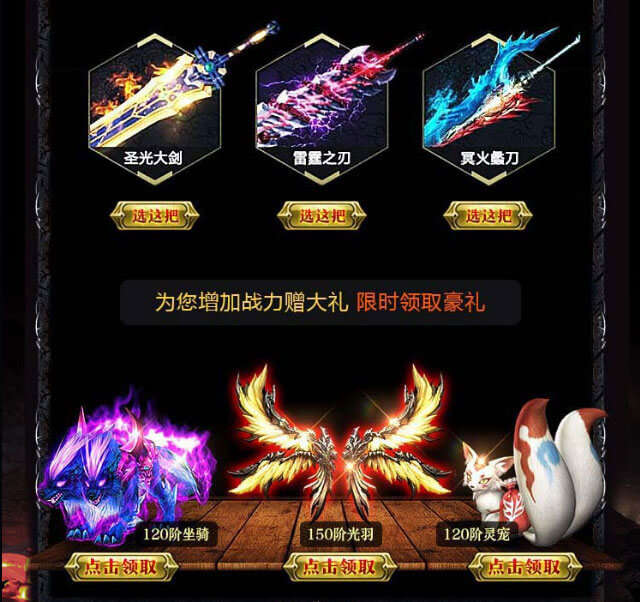 圣光大剑
雷霆之刃
冥火蠡刀
选这把
选这把
选这把
为您增加战力赠大礼 限时领取豪礼
120阶坐骑
150阶光羽
120阶灵宠
点击领取
点击领取
点击领取